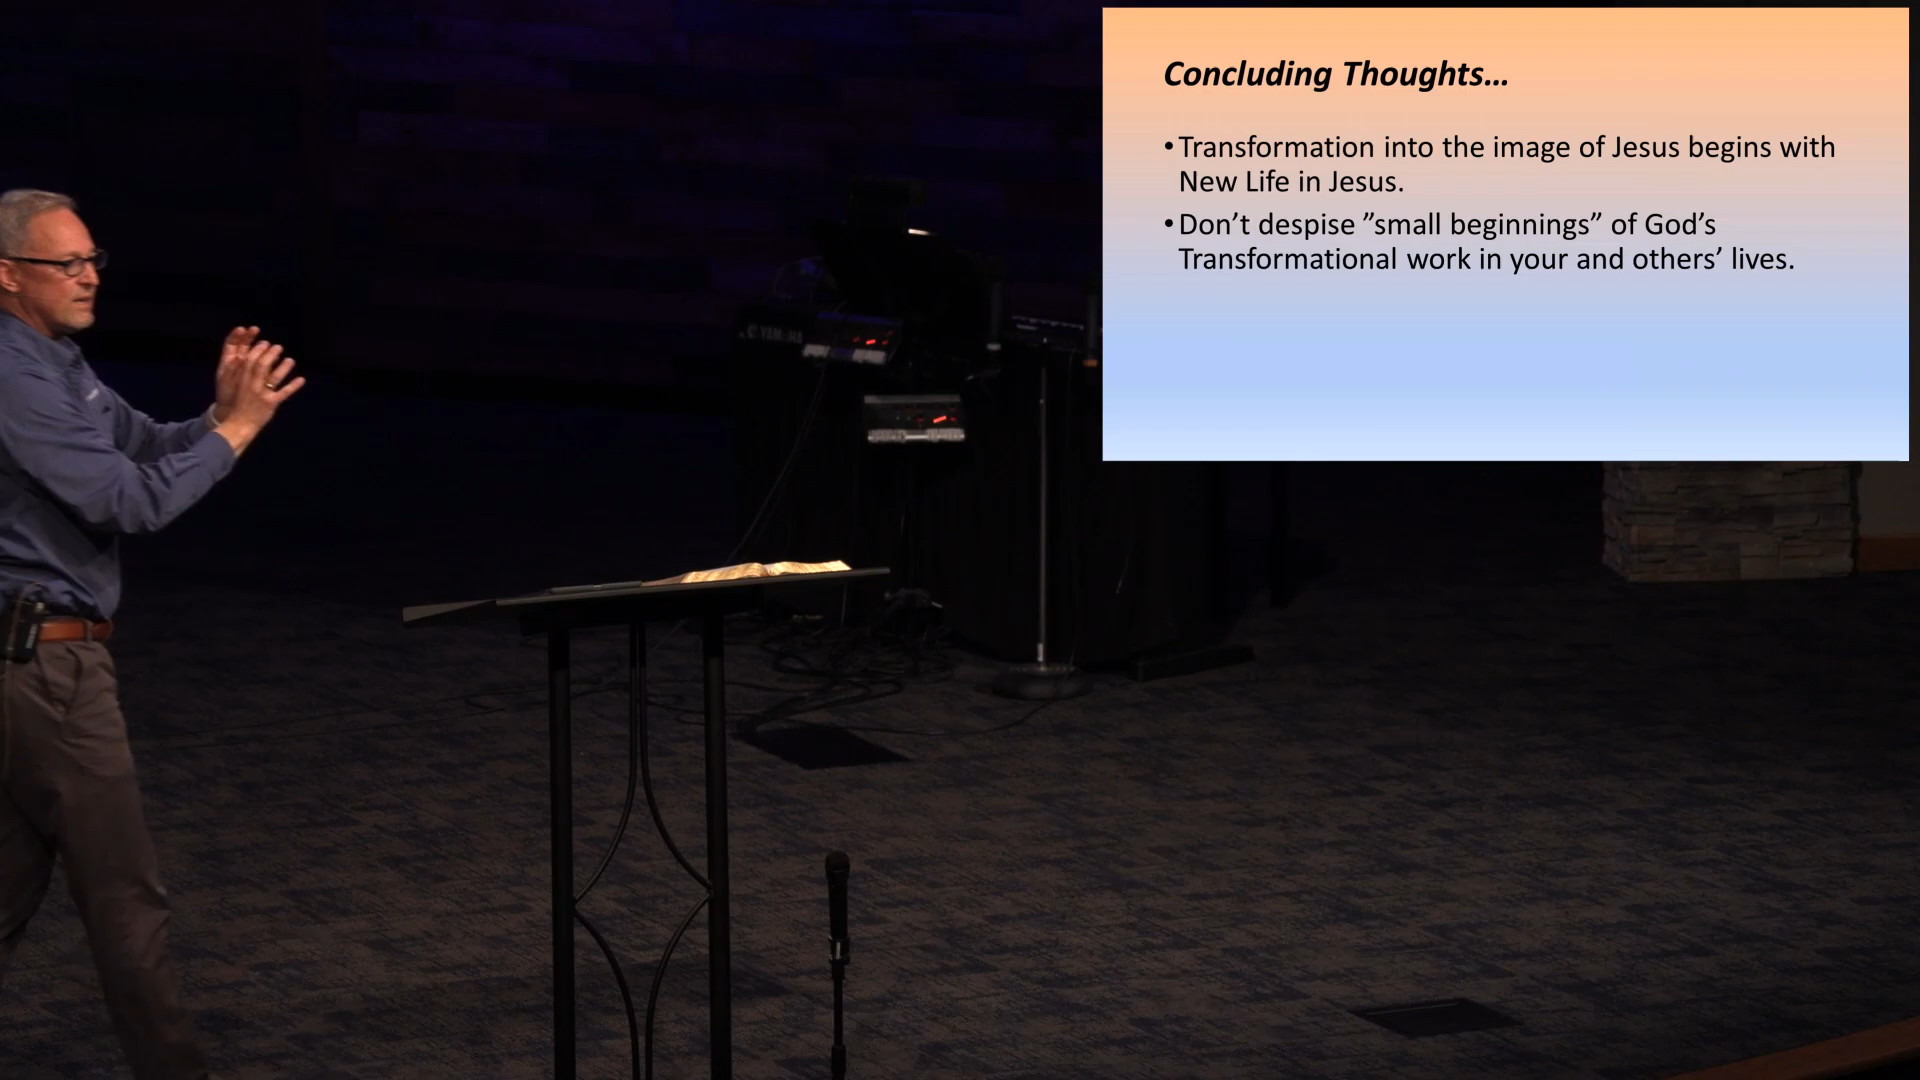 Concluding Thoughts...
•Transformation into the image of Jesus begins with
New Life in Jesus.
•Don’t despise ”small beginnings” of God’s
Transformational work in your and others’ lives.
YAMAHA